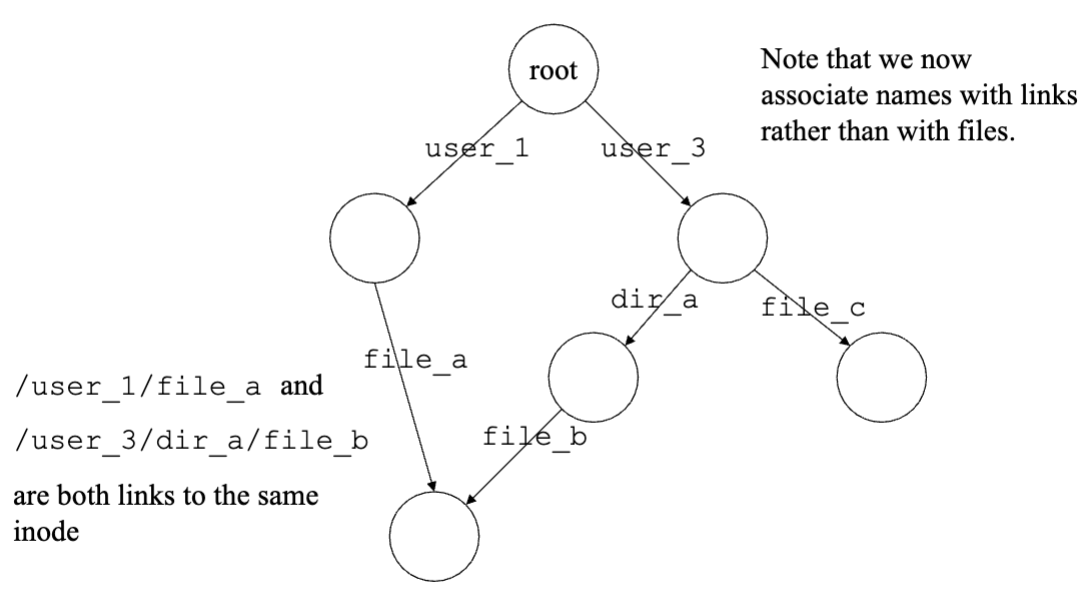 root
Note that we now
associate names with links
rather than with files.
user_1
user_3
dir_a
file_c
file_a
/user_1/file_a and
file_b
/user_3/dir_a/file_b
are both links to the same
inode